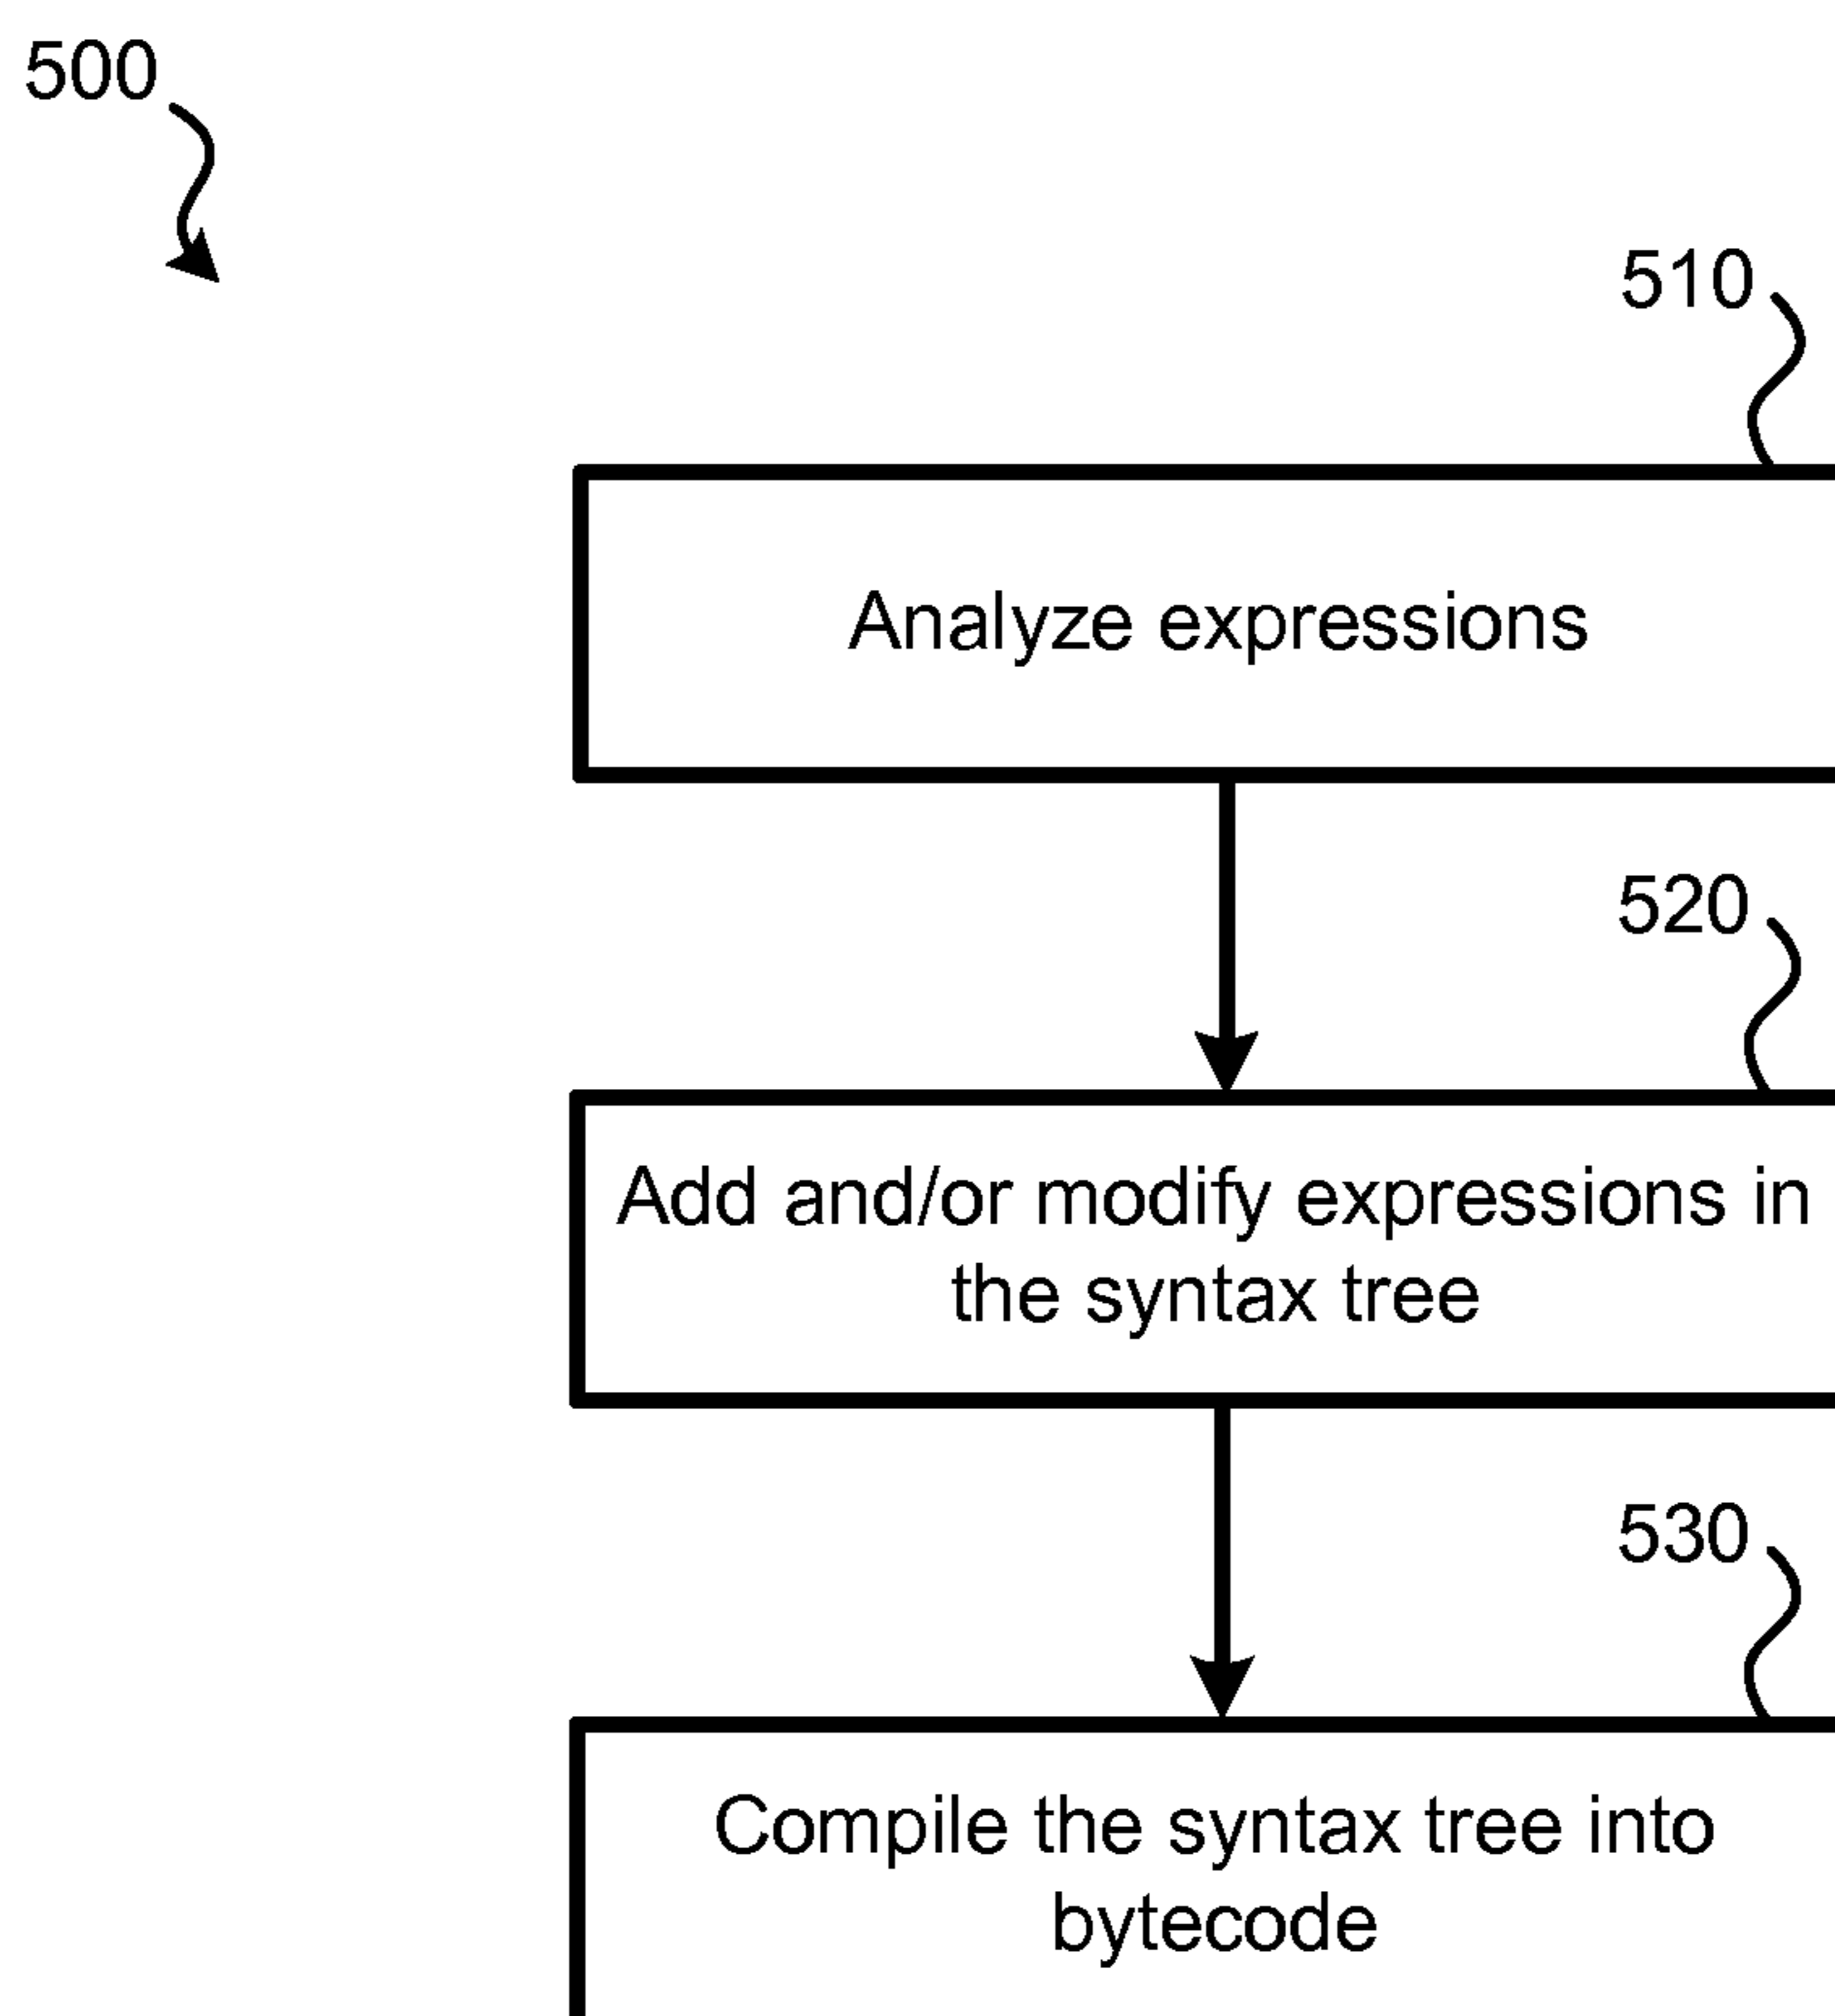 500
510
Analyze expressions
520
Add and/or modify expressions in
the syntax tree
530
Compile the syntax tree into
bytecode